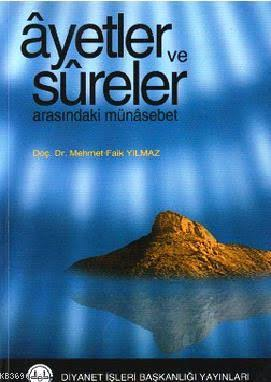 âyetler ve
sûreler
arasındaki münâsebet
Doç. Dr. Mehmet Faik YILMAZ
DİYANET İŞLERİ BAŞKANLIĞI YAYINLARI